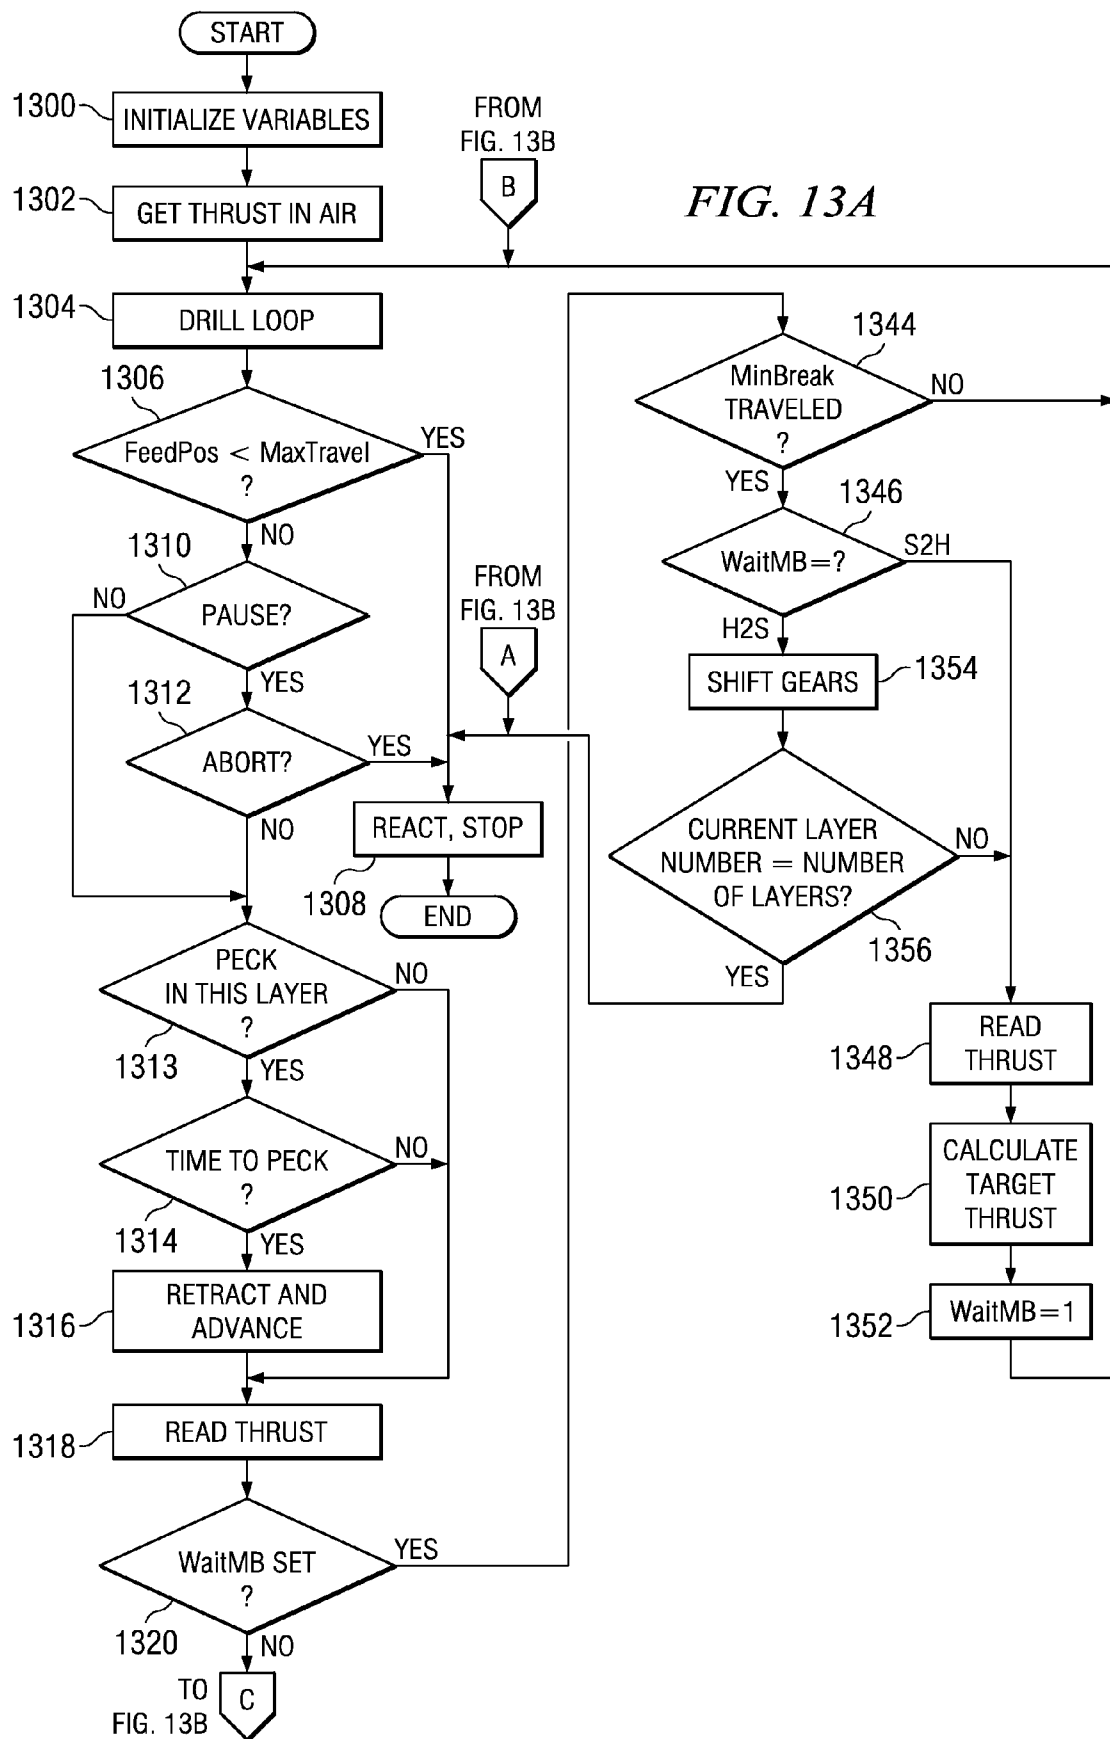 START
1300
INITIALIZE VARIABLES
1302
GET THRUST IN AIR
FROM
FIG. 13B
B
FIG. 13A
1304
DRILL LOOP
1306
FeedPos < MaxTravel
?
YES
NO
1310
PAUSE?
NO
YES
1312
ABORT?
YES
NO
FROM
FIG. 13B
A
REACT, STOP
1308
END
PECK
IN THIS LAYER
?
NO
1313
YES
TIME TO PECK
?
NO
1314
YES
RETRACT AND
ADVANCE
1316
READ THRUST
1318
WaitMB SET
?
YES
1320
NO
C
TO
FIG. 13B
1344
MinBreak
TRAVELED
?
NO
YES
1346
WaitMB=?
S2H
H2S
SHIFT GEARS
1354
CURRENT LAYER
NUMBER = NUMBER
OF LAYERS?
NO
1356
YES
READ
THRUST
1348
CALCULATE
TARGET
THRUST
1350
WaitMB=1
1352